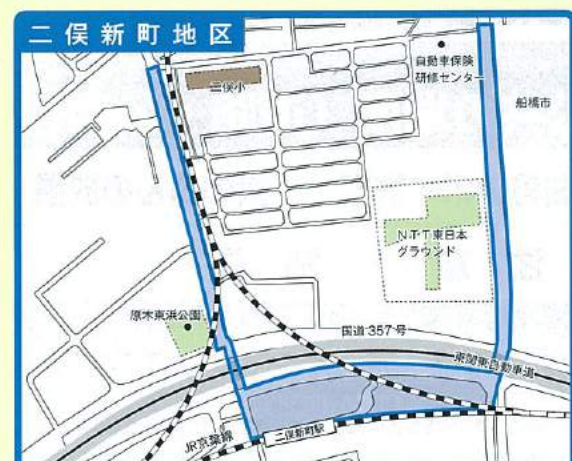 二俣新町地区
自動車保険
研修センター
二俣小
船橋市
NTT東日本
グラウンド
原木東浜公園
国道357号
東関東自動車道
JR京葉線
二俣新町駅